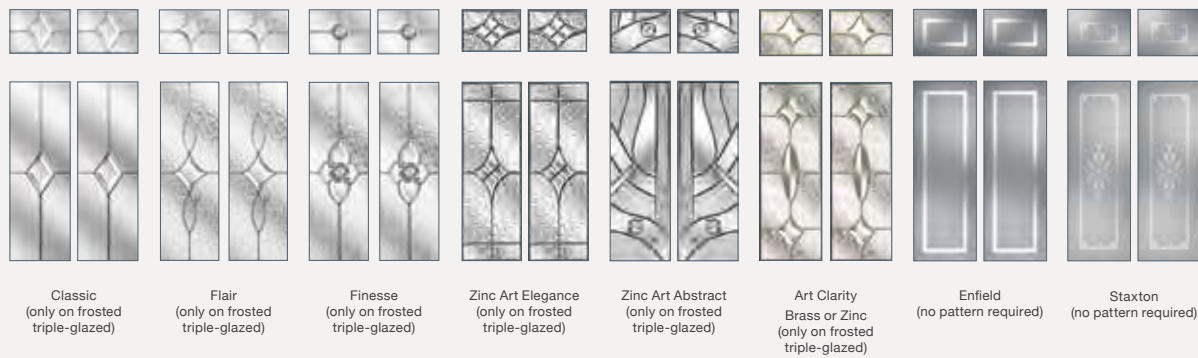 Classic
(only on frosted
triple-glazed)
Flair
(only on frosted
triple-glazed)
Finesse
(only on frosted
triple-glazed)
Zinc Art Elegance
(only on frosted
triple-glazed)
Zinc Art Abstract
(only on frosted
triple-glazed)
Art Clarity
Brass or Zinc
(only on frosted
triple-glazed)
Enfield
(no pattern required)
Staxton
(no pattern required)